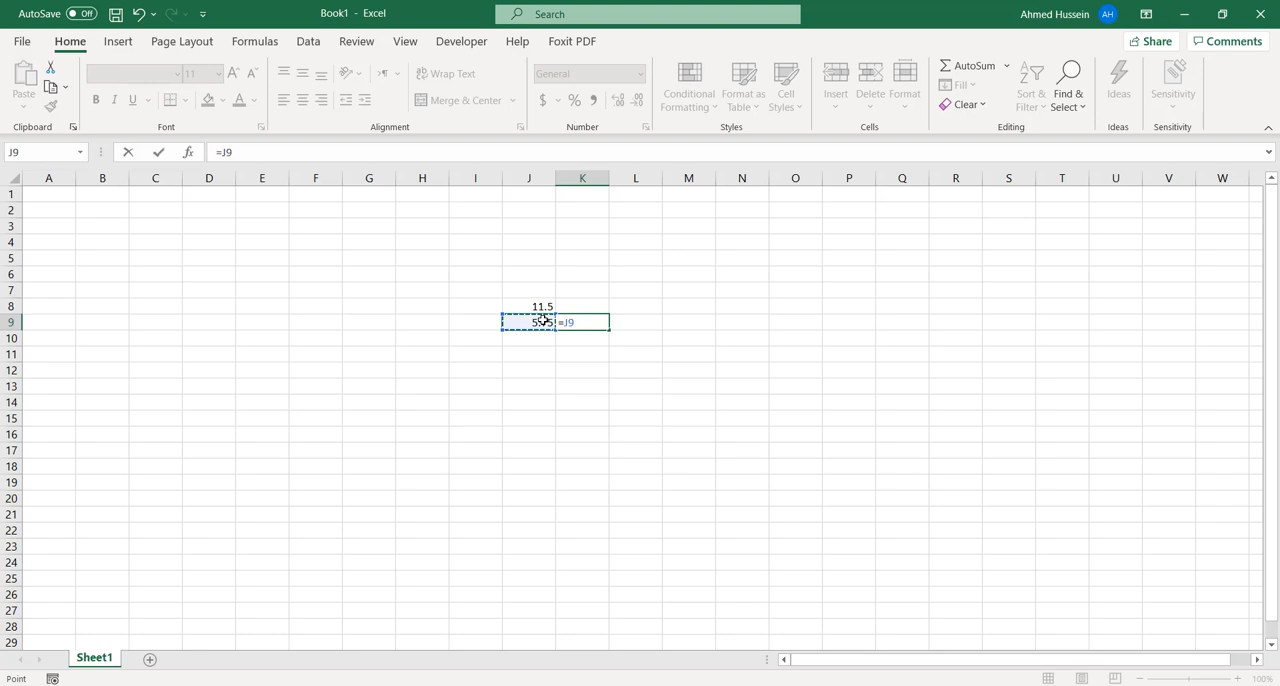 AutoSave Off
Book1 - Excel
Search
Ahmed Hussein AH
File Home Insert Page Layout Formulas Data Review View Developer Help Foxit PDF
Share Comments
Paste
11
B I U
Wrap Text
Merge & Center
General
$ % 9
Conditional Formatting
Format as Table
Cell Styles
Insert Delete Format
AutoSum
Fill
Clear
Sort & Filter
Find & Select
Ideas
Sensitivity
Clipboard Font Alignment Number Styles Cells Editing Ideas Sensitivity
J9 fx =J9
A B C D E F G H I J K L M N O P Q R S T U V W
1
2
3
4
5
6
7
8 11.5
9 =J9
10
11
12
13
14
15
16
17
18
19
20
21
22
23
24
25
26
27
28
29
Sheet1
Point 100%